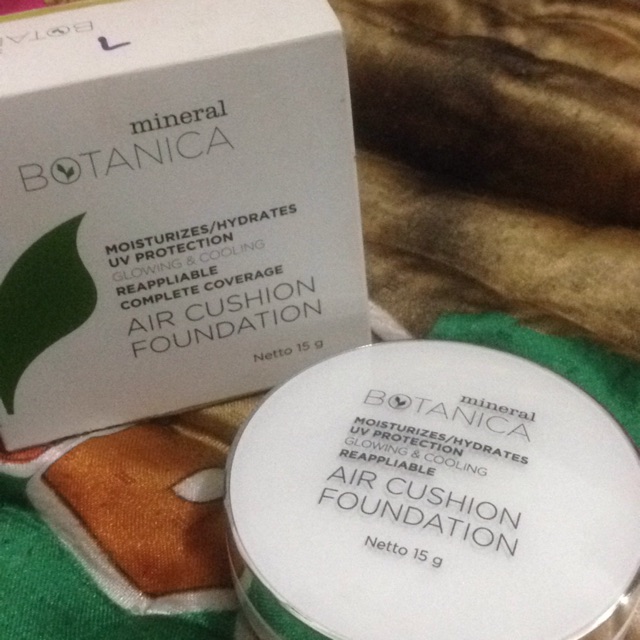 BOTANICA
mineral
BOTANICA
MOISTURIZES/HYDRATES
UV PROTECTION
GLOWING & COOLING
REAPPLIABLE
COMPLETE COVERAGE
AIR CUSHION
FOUNDATION
Netto 15 g
mineral
BOTANICA
MOISTURIZES/HYDRATES
UV PROTECTION
GLOWING & COOLING
REAPPLIABLE
AIR CUSHION
FOUNDATION
Netto 15 g